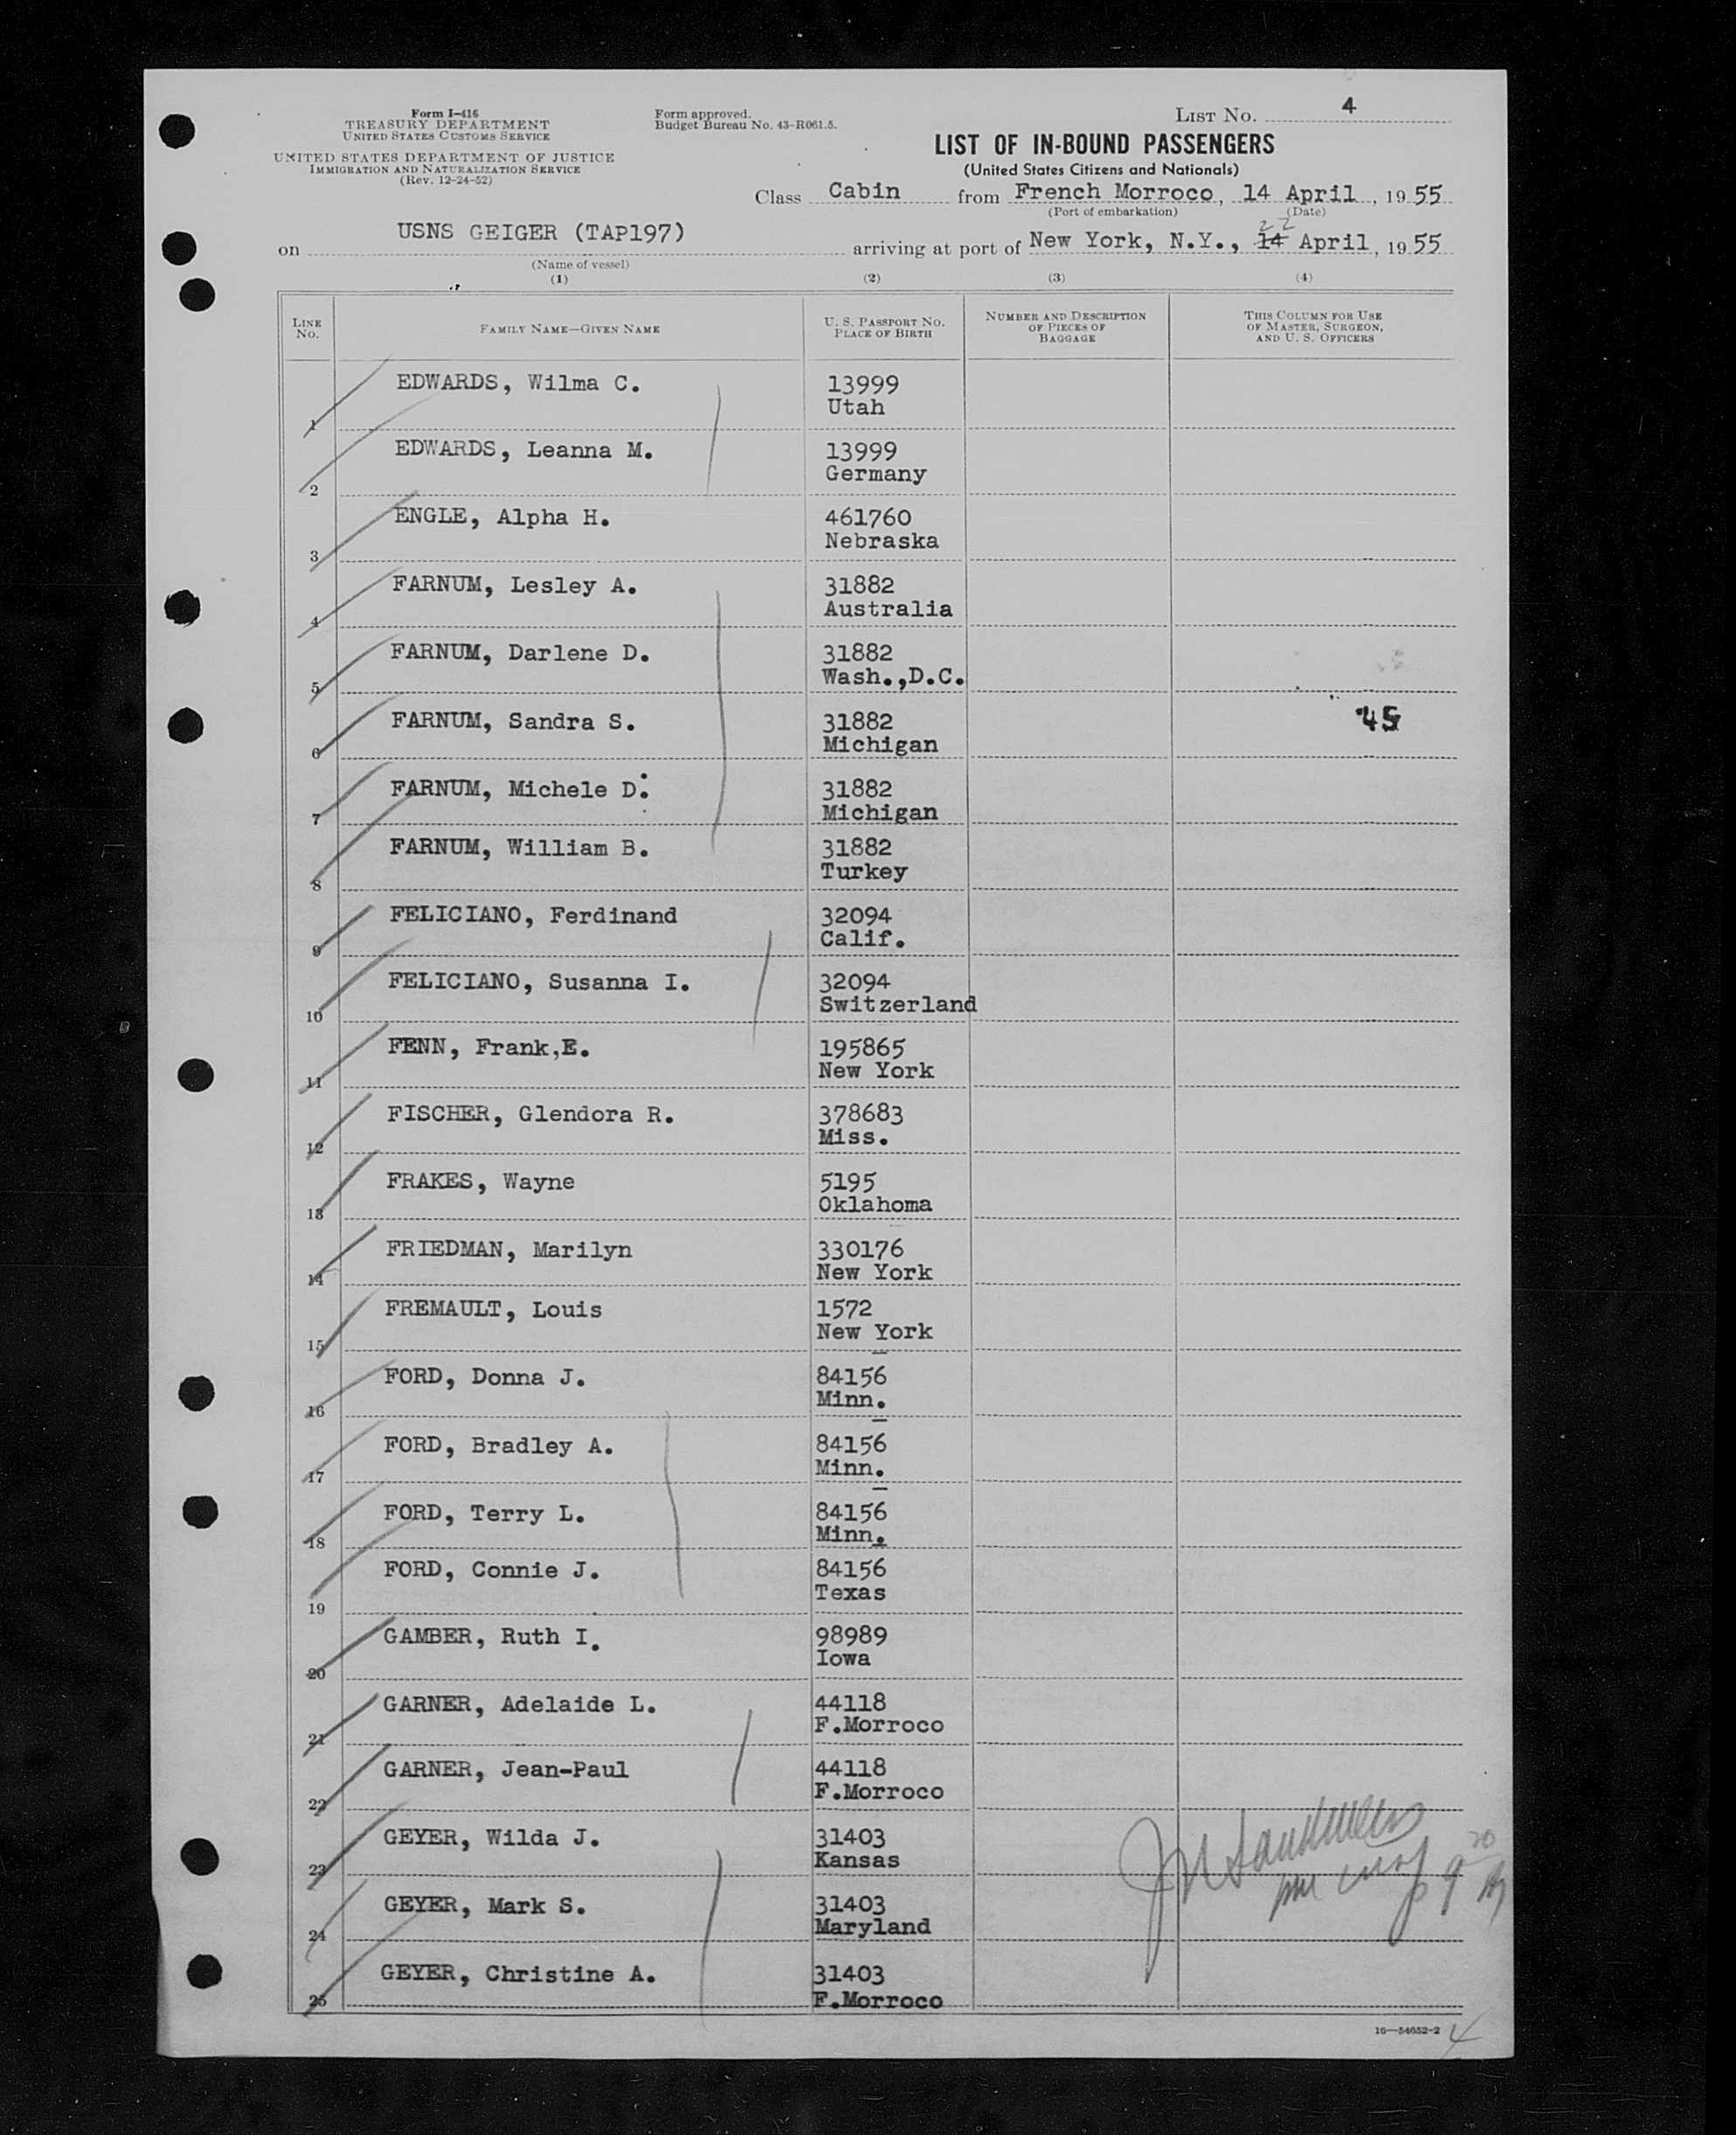 Form I-416
TREASURY DEPARTMENT
UNITED STATES CUSTOMS SERVICE
UNITED STATES DEPARTMENT OF JUSTICE
IMMIGRATION AND NATURALIZATION SERVICE
(Rev. 12-24-52)
Form approved.
Budget Bureau No. 43-R061.5.
LIST NO. 4
LIST OF IN-BOUND PASSENGERS
(United States Citizens and Nationals)
Class Cabin from French Morroco, 14 April, 1955
(Port of embarkation) (Date)
on USNS GEIGER (TAP197) arriving at port of New York, N.Y., 14 22 April, 1955
(Name of vessel)
(1) (2) (3) (4)
LINE NO. FAMILY NAME—GIVEN NAME U. S. PASSPORT NO. PLACE OF BIRTH NUMBER AND DESCRIPTION OF PIECES OF BAGGAGE THIS COLUMN FOR USE OF MASTER, SURGEON, AND U. S. OFFICERS
1 EDWARDS, Wilma C. 13999
Utah
2 EDWARDS, Leanna M. 13999
Germany
3 ENGLE, Alpha H. 461760
Nebraska
4 FARNUM, Lesley A. 31882
Australia
5 FARNUM, Darlene D. 31882
Wash.,D.C.
6 FARNUM, Sandra S. 31882 45
Michigan
7 FARNUM, Michele D. 31882
Michigan
8 FARNUM, William B. 31882
Turkey
9 FELICIANO, Ferdinand 32094
Calif.
10 FELICIANO, Susanna I. 32094
Switzerland
11 FENN, Frank,E. 195865
New York
12 FISCHER, Glendora R. 378683
Miss.
13 FRAKES, Wayne 5195
Oklahoma
14 FRIEDMAN, Marilyn 330176
New York
15 FREMAULT, Louis 1572
New York
16 FORD, Donna J. 84156
Minn.
17 FORD, Bradley A. 84156
Minn.
18 FORD, Terry L. 84156
Minn.
19 FORD, Connie J. 84156
Texas
20 GAMBER, Ruth I. 98989
Iowa
21 GARNER, Adelaide L. 44118
F.Morroco
22 GARNER, Jean-Paul 44118
F.Morroco
23 GEYER, Wilda J. 31403
Kansas
24 GEYER, Mark S. 31403
Maryland
25 GEYER, Christine A. 31403
F.Morroco
16—54652-2 4